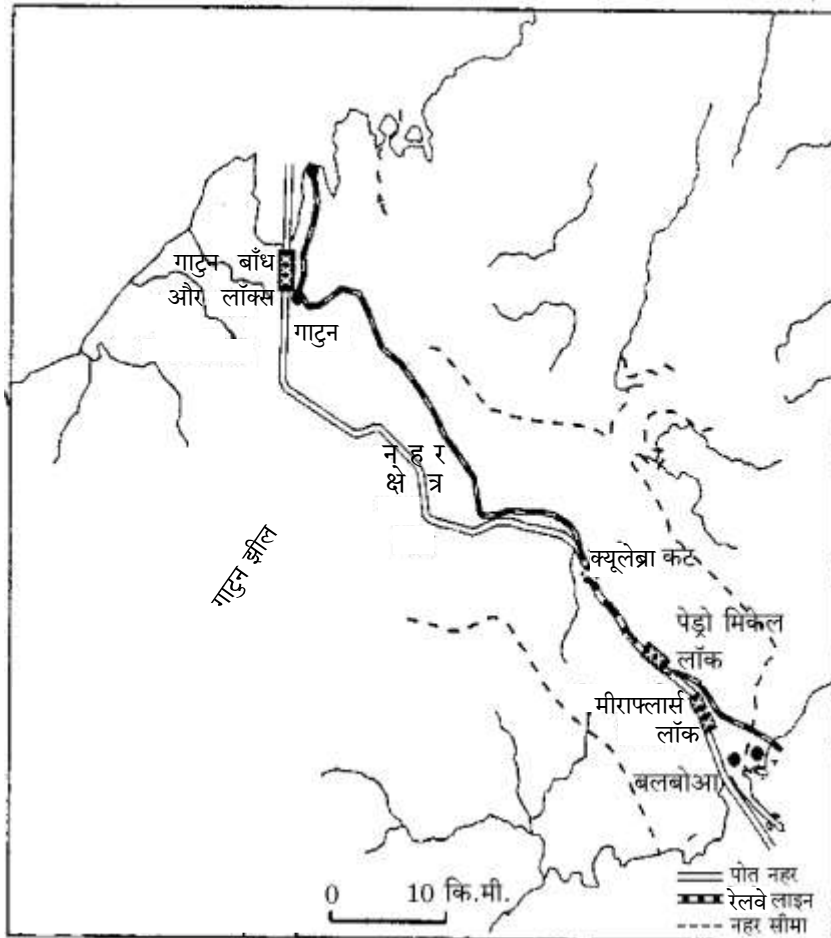 गाटुन बाँध
और लॉक्स
गाटुन
न ह र
क्षे त्र
गाटुन झील
क्यूलेब्रा कट
पेड्रो मिकेल
लॉक
मीराफ्लार्स
लॉक
बलबोआ
0 10 कि.मी.
पोत नहर
रेलवे लाइन
नहर सीमा